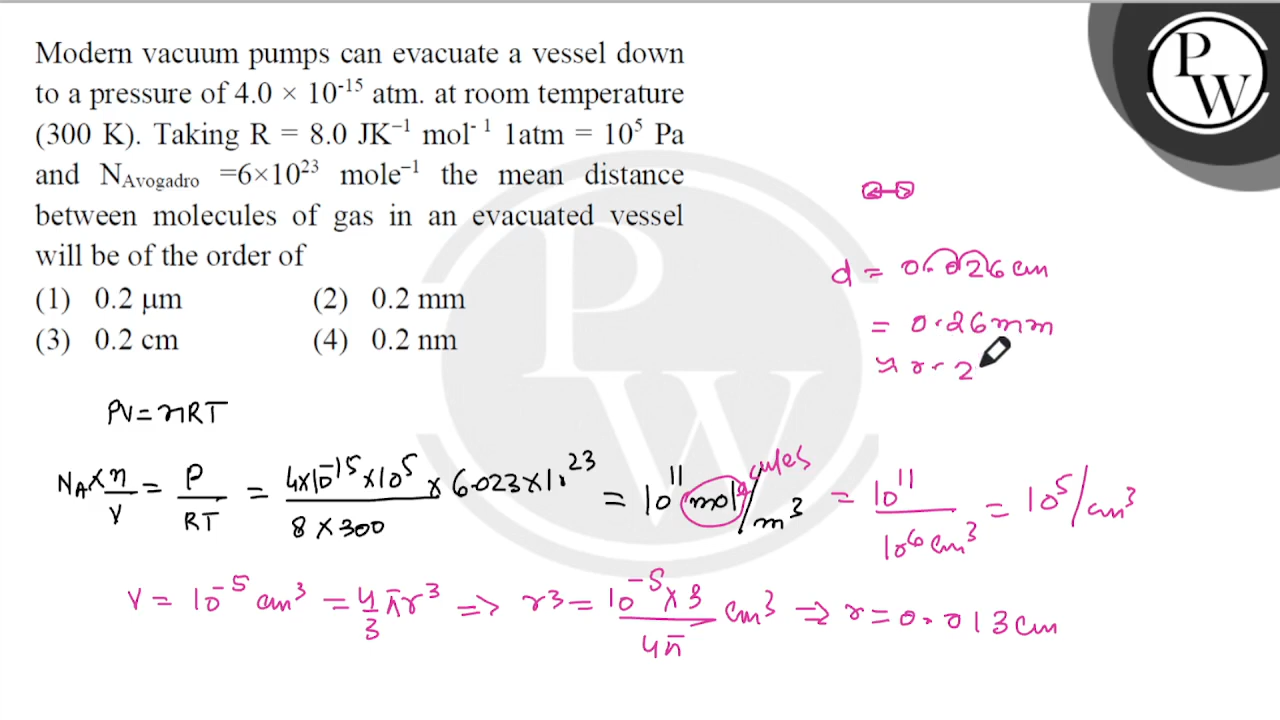 Modern vacuum pumps can evacuate a vessel down
to a pressure of 4.0 × 10⁻¹⁵ atm. at room temperature
(300 K). Taking R = 8.0 JK⁻¹ mol⁻¹ 1atm = 10⁵ Pa
and N_Avogadro =6×10²³ mole⁻¹ the mean distance
between molecules of gas in an evacuated vessel
will be of the order of
(1) 0.2 μm (2) 0.2 mm
(3) 0.2 cm (4) 0.2 nm
P
W
d = 0.026 cm
= 0.26 mm
≈ 0.2
PV = nRT
N_A × n/V = P/RT = 4×10⁻¹⁵×10⁵/8×300 × 6.023×10²³ = 10¹¹ molecules/m³ = 10¹¹/10⁶ cm³ = 10⁵/cm³
V = 10⁻⁵ cm³ = 4/3 πr³ => r³ = 10⁻⁵×3/4π cm³ => r = 0.013 cm